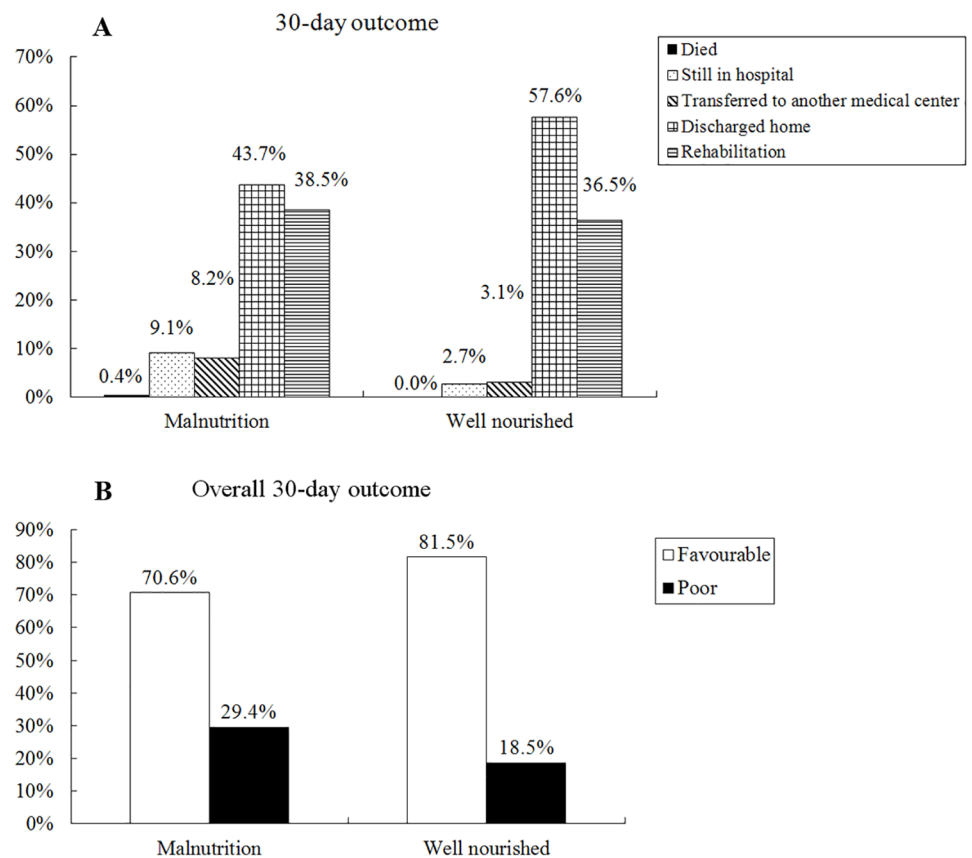 A
30-day outcome
70%
60%
50%
40%
30%
20%
10%
0%
0.4%
9.1%
8.2%
43.7%
38.5%
0.0%
2.7%
3.1%
57.6%
36.5%
Malnutrition
Well nourished
Died
Still in hospital
Transferred to another medical center
Discharged home
Rehabilitation
B
Overall 30-day outcome
90%
80%
70%
60%
50%
40%
30%
20%
10%
0%
70.6%
29.4%
81.5%
18.5%
Malnutrition
Well nourished
Favourable
Poor